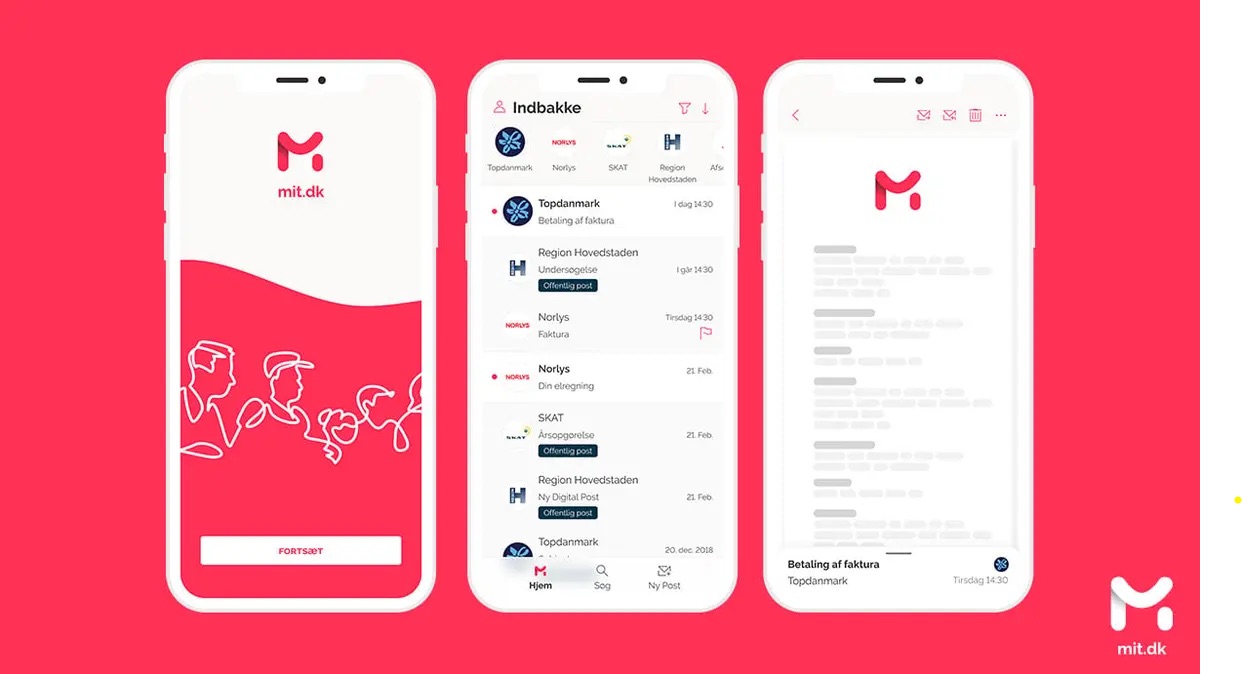 mit.dk
FORTSÆT
Indbakke
NORLYS
SKAT
Topdanmark
Norlys
SKAT
Region
Hovedstaden
Topdanmark
I dag 14:30
Betaling af faktura
Region Hovedstaden
Undersøgelse
I går 14:30
Offentlig post
Norlys
Tirsdag 14:30
NORLYS
Faktura
Norlys
21. Feb.
NORLYS
Din elregning
SKAT
Årsopgørelse
21. Feb.
SKAT
Offentlig post
Region Hovedstaden
Ny Digital Post
21. Feb.
Offentlig post
Topdanmark
20. dec. 2018
Hjem
Søg
Ny Post
Betaling af faktura
Topdanmark
Tirsdag 14:30
mit.dk